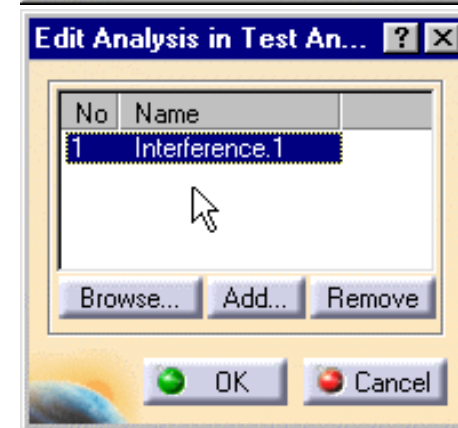 Edit Analysis in Test An... ? ×
No Name
1 Interference.1
Browse... Add... Remove
OK Cancel